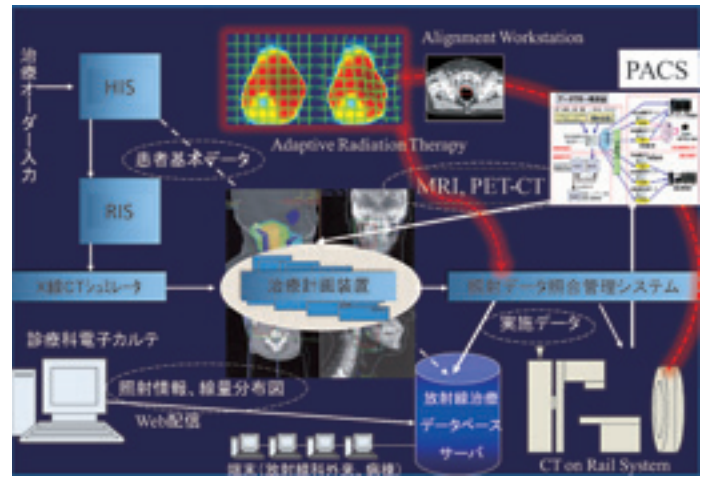 治療オーダー入力
HIS
Alignment Workstation
PACS
Adaptive Radiation Therapy
患者基本データ
MRI, PET-CT
RIS
X線CTシュミレータ
治療計画装置
照射データ照合管理システム
実施データ
診療科電子カルテ
照射情報、線量分布図
Web配信
放射線治療
データベース
サーバ
端末(放射線科外来、病棟)
CT on Rail System